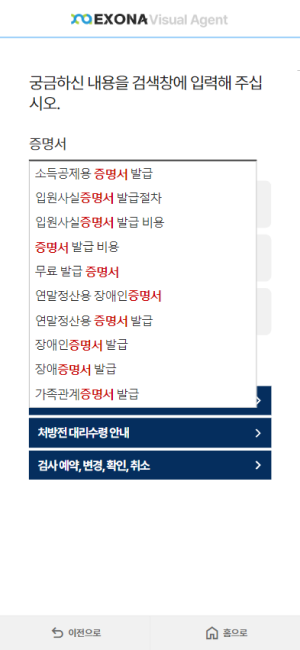 EXONA Visual Agent
궁금하신 내용을 검색창에 입력해 주십
시오.
증명서
소득공제용 증명서 발급
입원사실증명서 발급절차
입원사실증명서 발급 비용
증명서 발급 비용
무료 발급 증명서
연말정산용 장애인증명서
연말정산용 증명서 발급
장애인증명서 발급
장애증명서 발급
가족관계증명서 발급
처방전 대리수령 안내
검사 예약, 변경, 확인, 취소
이전으로
홈으로